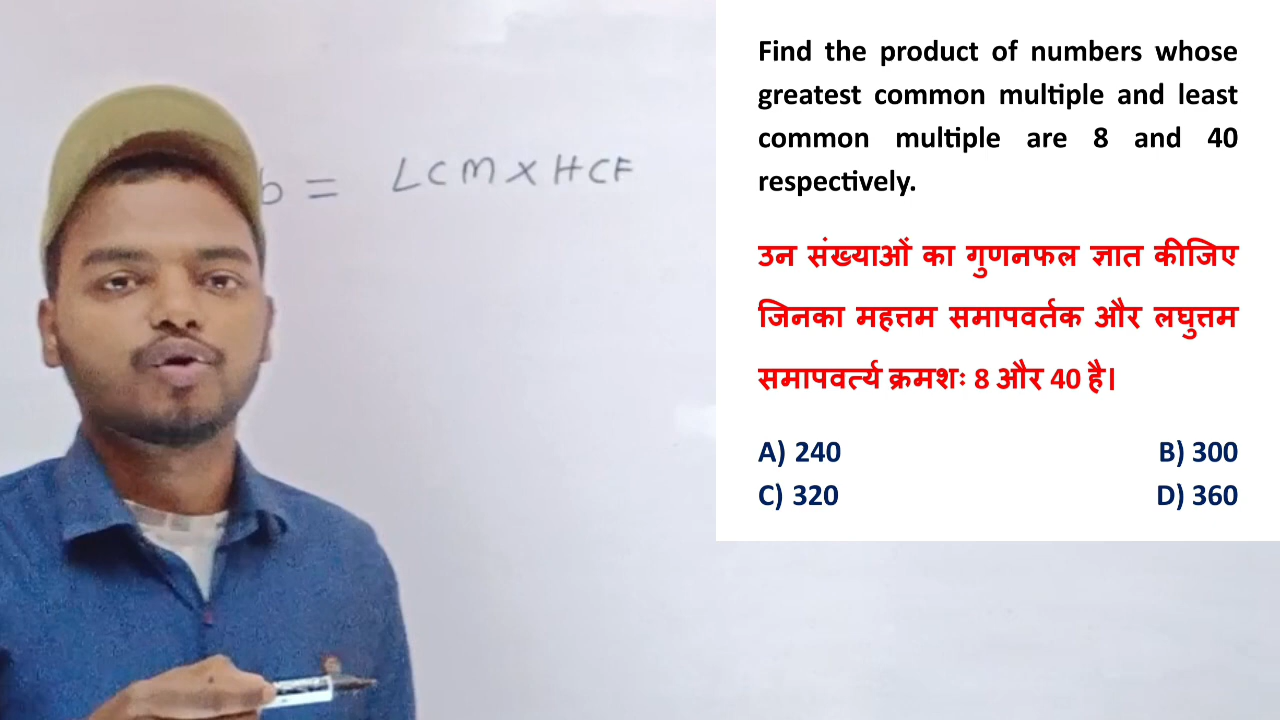 b = LCM X HCF
Find the product of numbers whose
greatest common multiple and least
common multiple are 8 and 40
respectively.
उन संख्याओं का गुणनफल ज्ञात कीजिए
जिनका महत्तम समापवर्तक और लघुत्तम
समापवर्त्य क्रमशः 8 और 40 है।
A) 240 B) 300
C) 320 D) 360